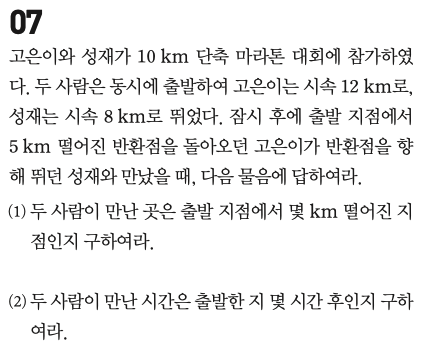 07
고은이와 성재가 10 km 단축 마라톤 대회에 참가하였
다. 두 사람은 동시에 출발하여 고은이는 시속 12 km로,
성재는 시속 8 km로 뛰었다. 잠시 후에 출발 지점에서
5 km 떨어진 반환점을 돌아오던 고은이가 반환점을 향
해 뛰던 성재와 만났을 때, 다음 물음에 답하여라.
(1) 두 사람이 만난 곳은 출발 지점에서 몇 km 떨어진 지
점인지 구하여라.
(2) 두 사람이 만난 시간은 출발한 지 몇 시간 후인지 구하
여라.